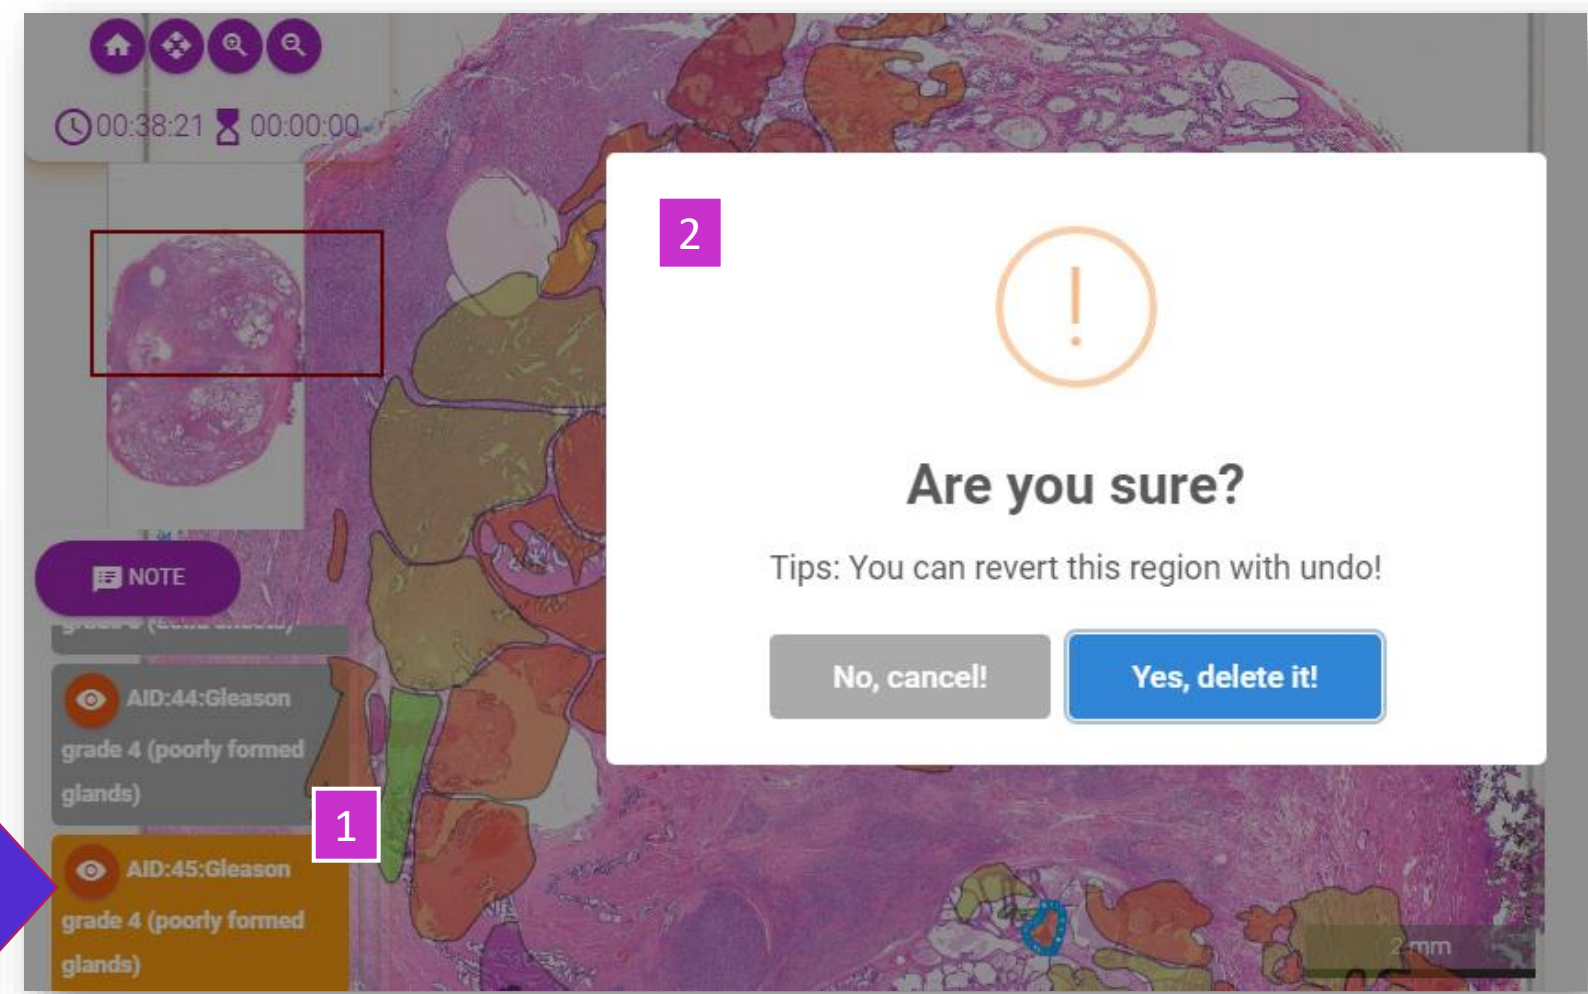 00:38:21 00:00:00
2
Are you sure?
Tips: You can revert this region with undo!
No, cancel!
Yes, delete it!
NOTE
AID:44:Gleason
grade 4 (poorly formed
glands)
1
AID:45:Gleason
grade 4 (poorly formed
glands)
2 mm